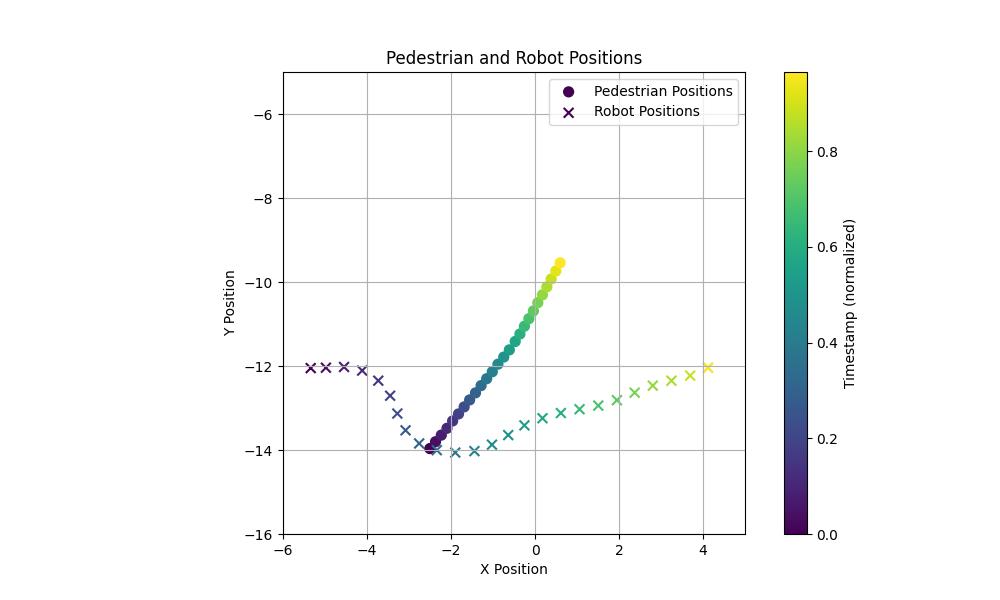 Pedestrian and Robot Positions
Pedestrian Positions
Robot Positions
−6
−8
−10
−12
−14
−16
Y Position
−6 −4 −2 0 2 4
X Position
0.8
0.6
0.4
0.2
0.0
Timestamp (normalized)